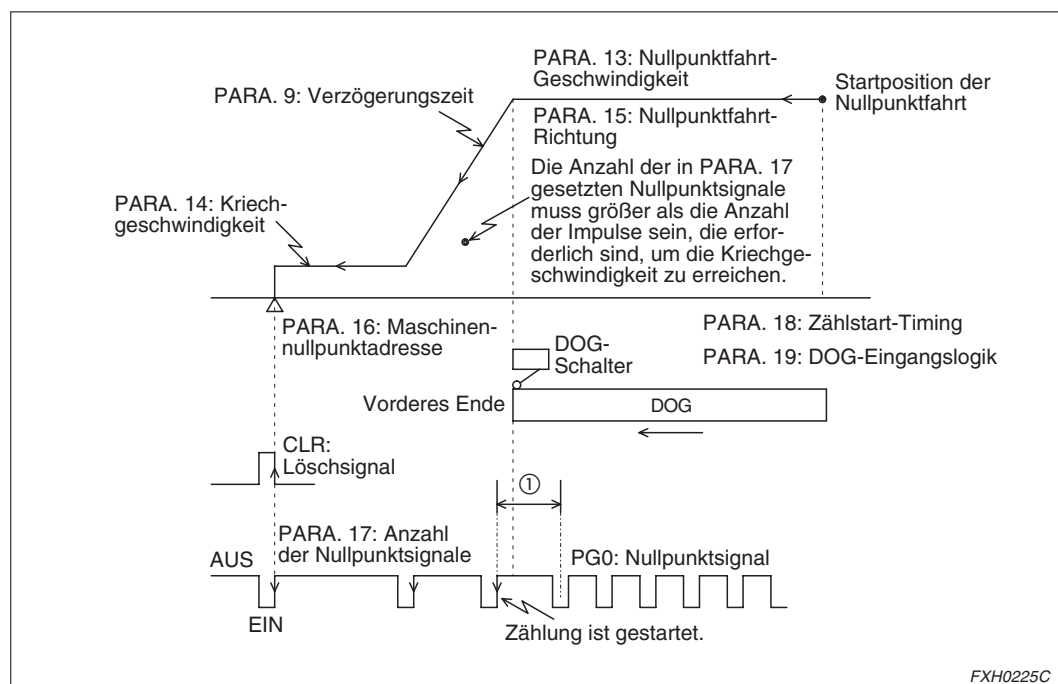 PARA. 13: Nullpunktfahrt-
Geschwindigkeit
Startposition der
Nullpunktfahrt
PARA. 9: Verzögerungszeit
PARA. 15: Nullpunktfahrt-
Richtung
Die Anzahl der in PARA. 17
gesetzten Nullpunktsignale
muss größer als die Anzahl
der Impulse sein, die erfor-
derlich sind, um die Kriechge-
schwindigkeit zu erreichen.
PARA. 14: Kriech-
geschwindigkeit
PARA. 16: Maschinen-
nullpunktadresse
PARA. 18: Zählstart-Timing
PARA. 19: DOG-Eingangslogik
DOG-
Schalter
Vorderes Ende
DOG
CLR:
Löschsignal
①
PARA. 17: Anzahl
der Nullpunktsignale
AUS
PG0: Nullpunktsignal
EIN
Zählung ist gestartet.
FXH0225C